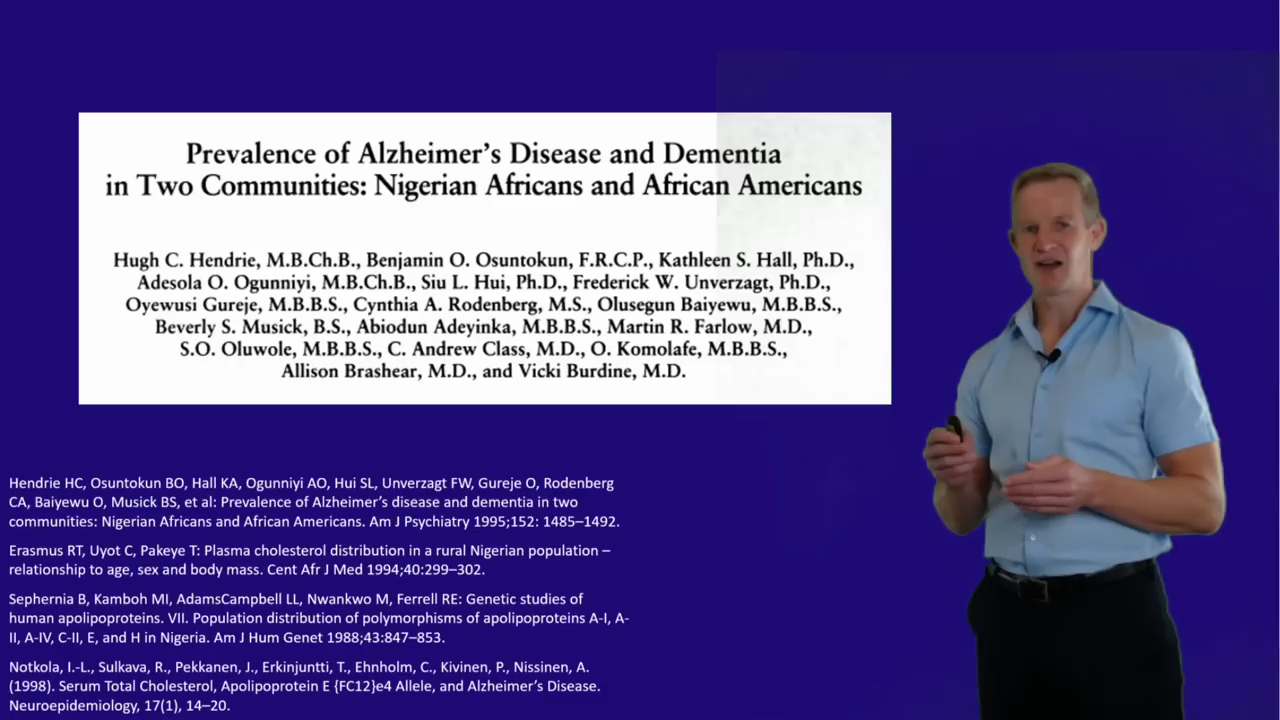 Prevalence of Alzheimer's Disease and Dementia
in Two Communities: Nigerian Africans and African Americans
Hugh C. Hendrie, M.B.Ch.B., Benjamin O. Osuntokun, F.R.C.P., Kathleen S. Hall, Ph.D.,
Adesola O. Ogunniyi, M.B.Ch.B., Siu L. Hui, Ph.D., Frederick W. Unverzagt, Ph.D.,
Oyewusi Gureje, M.B.B.S., Cynthia A. Rodenberg, M.S., Olusegun Baiyewu, M.B.B.S.,
Beverly S. Musick, B.S., Abiodun Adeyinka, M.B.B.S., Martin R. Farlow, M.D.,
S.O. Oluwole, M.B.B.S., C. Andrew Class, M.D., O. Komolafe, M.B.B.S.,
Allison Brashear, M.D., and Vicki Burdine, M.D.
Hendrie HC, Osuntokun BO, Hall KA, Ogunniyi AO, Hui SL, Unverzagt FW, Gureje O, Rodenberg
CA, Baiyewu O, Musick BS, et al: Prevalence of Alzheimer's disease and dementia in two
communities: Nigerian Africans and African Americans. Am J Psychiatry 1995;152: 1485–1492.
Erasmus RT, Uyot C, Pakeye T: Plasma cholesterol distribution in a rural Nigerian population –
relationship to age, sex and body mass. Cent Afr J Med 1994;40:299–302.
Sephernia B, Kamboh MI, AdamsCampbell LL, Nwankwo M, Ferrell RE: Genetic studies of
human apolipoproteins. VII. Population distribution of polymorphisms of apolipoproteins A-I, A-
II, A-IV, C-II, E, and H in Nigeria. Am J Hum Genet 1988;43:847–853.
Notkola, I.-L., Sulkava, R., Pekkanen, J., Erkinjuntti, T., Ehnholm, C., Kivinen, P., Nissinen, A.
(1998). Serum Total Cholesterol, Apolipoprotein E {FC12}e4 Allele, and Alzheimer's Disease.
Neuroepidemiology, 17(1), 14–20.